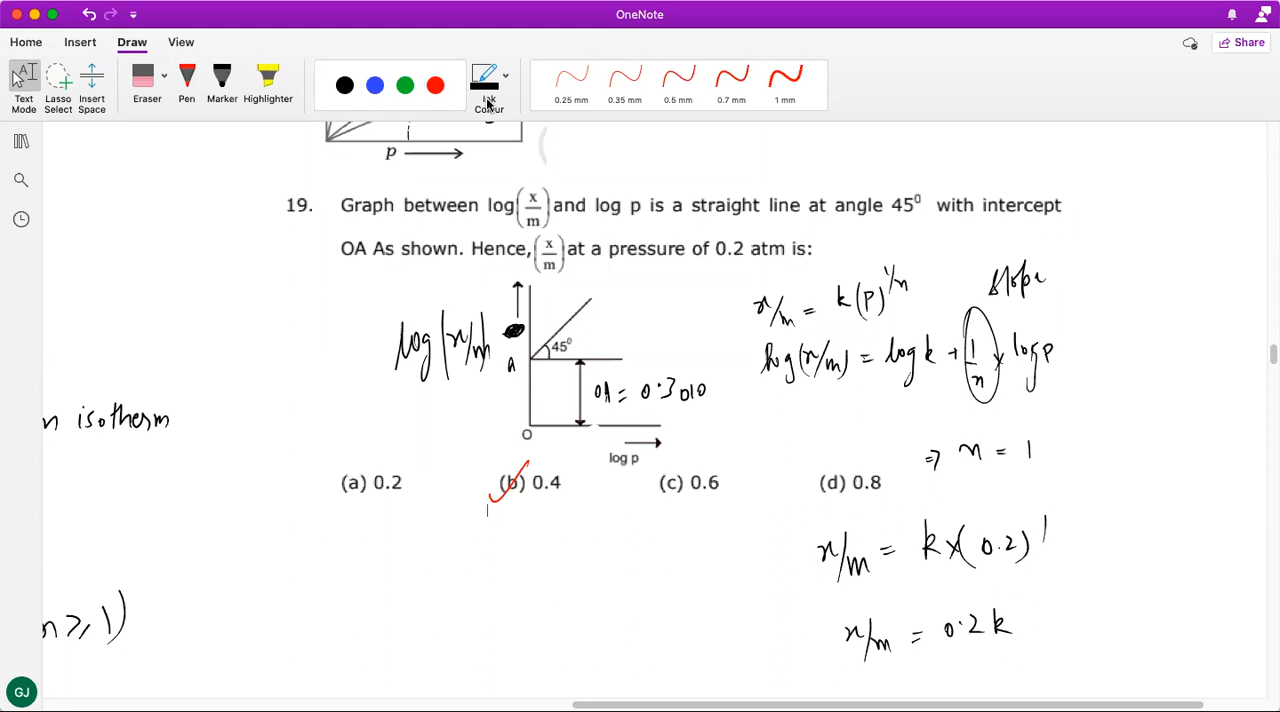 OneNote
Home Insert Draw View
Share
Text Mode
Lasso Select
Insert Space
Eraser
Pen
Marker
Highlighter
Ink Colour
0.25 mm
0.35 mm
0.5 mm
0.7 mm
1 mm
p
19. Graph between log(x/m) and log p is a straight line at angle 45⁰ with intercept
OA As shown. Hence, (x/m) at a pressure of 0.2 atm is:
slope
x/m = k(p)^1/n
log(x/m) = log k + 1/n × log p
log(x/m)
A
45⁰
OA = 0.3010
O
log p
n isotherm
⇒ n = 1
(a) 0.2 (b) 0.4 (c) 0.6 (d) 0.8
x/m = k×(0.2)^1
x/m = 0.2 k
n ≥ 1)
GJ